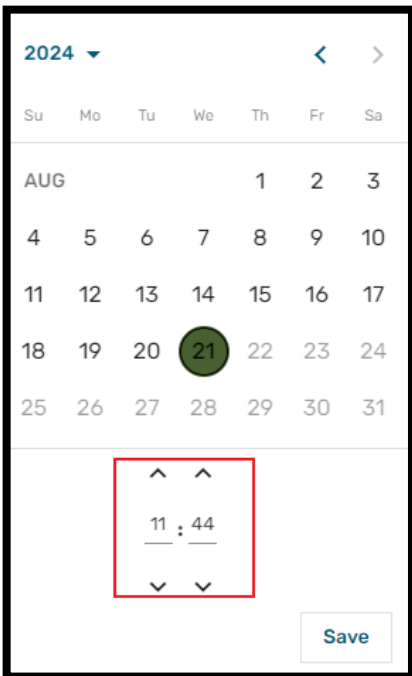 2024
Su Mo Tu We Th Fr Sa
AUG 1 2 3
4 5 6 7 8 9 10
11 12 13 14 15 16 17
18 19 20 21 22 23 24
25 26 27 28 29 30 31
11 : 44
Save